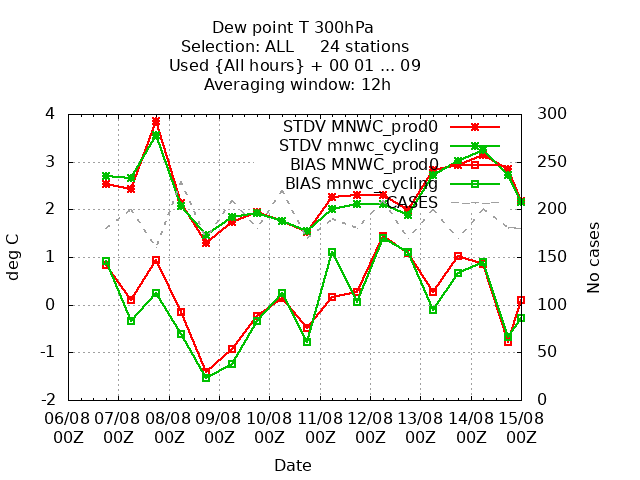 Dew point T 300hPa
Selection: ALL 24 stations
Used {All hours} + 00 01 ... 09
Averaging window: 12h
STDV MNWC_prod0
STDV mnwc_cycling
BIAS MNWC_prod0
BIAS mnwc_cycling
CASES
4
3
2
1
0
-1
-2
deg C
300
250
200
150
100
50
0
No cases
06/08 07/08 08/08 09/08 10/08 11/08 12/08 13/08 14/08 15/08
00Z 00Z 00Z 00Z 00Z 00Z 00Z 00Z 00Z 00Z
Date